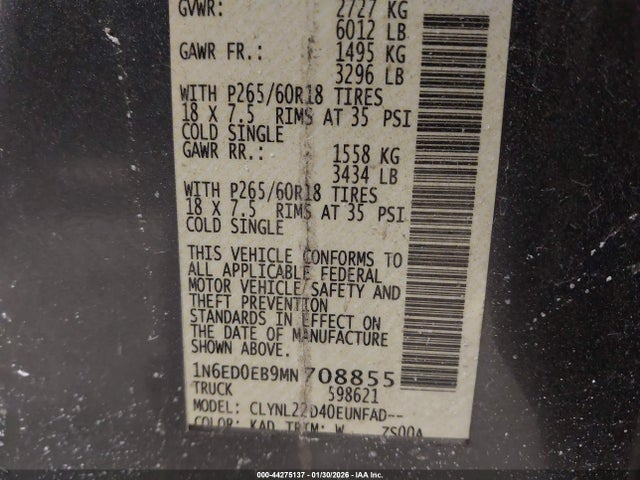 GVWR: 2727 KG
6012 LB
GAWR FR.: 1495 KG
3296 LB
WITH P265/60R18 TIRES
18 X 7.5 RIMS AT 35 PSI
COLD SINGLE
GAWR RR.: 1558 KG
3434 LB
WITH P265/60R18 TIRES
18 X 7.5 RIMS AT 35 PSI
COLD SINGLE
THIS VEHICLE CONFORMS TO
ALL APPLICABLE FEDERAL
MOTOR VEHICLE SAFETY AND
THEFT PREVENTION
STANDARDS IN EFFECT ON
THE DATE OF MANUFACTURE
SHOWN ABOVE.
1N6ED0EB9MN708855
TRUCK 598621
MODEL: CLYNL22D40EUNFAD--
COLOR: KAD TRIM: W ZS00A
000-44275137 - 01/30/2026 - IAA Inc.